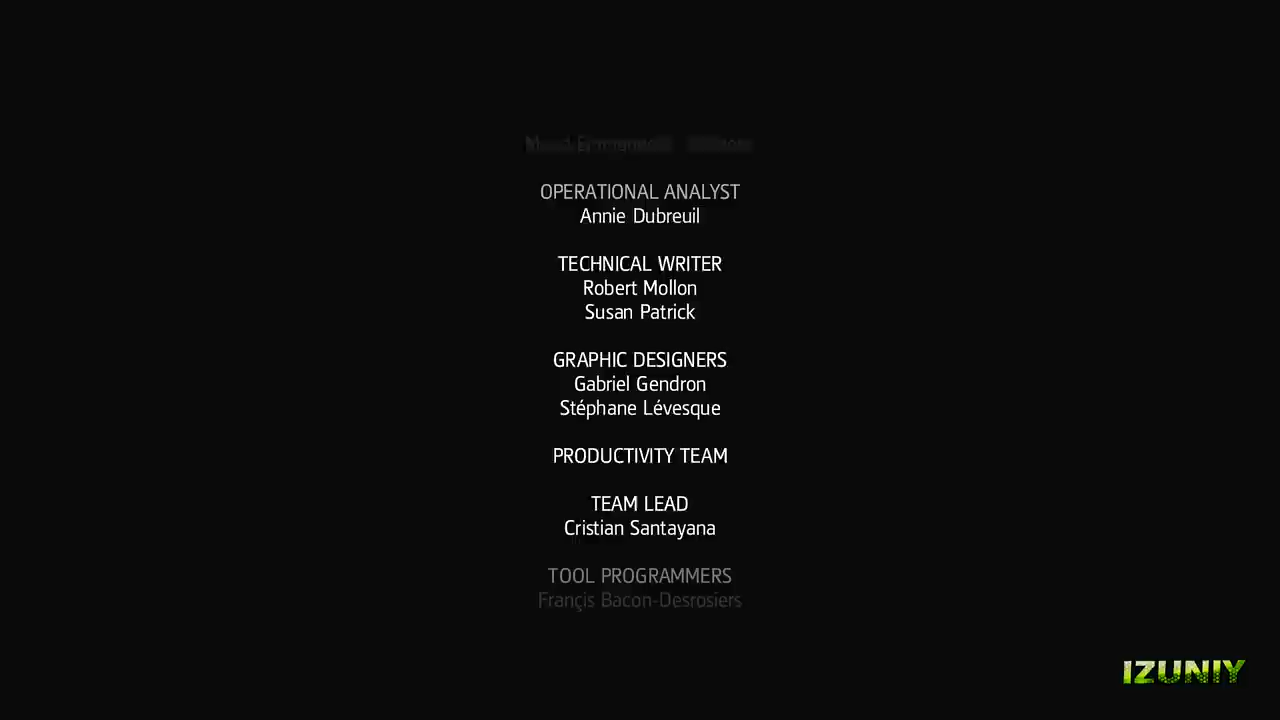 OPERATIONAL ANALYST
Annie Dubreuil
TECHNICAL WRITER
Robert Mollon
Susan Patrick
GRAPHIC DESIGNERS
Gabriel Gendron
Stéphane Lévesque
PRODUCTIVITY TEAM
TEAM LEAD
Cristian Santayana
TOOL PROGRAMMERS
Françis Bacon-Desrosiers
IZUNIY